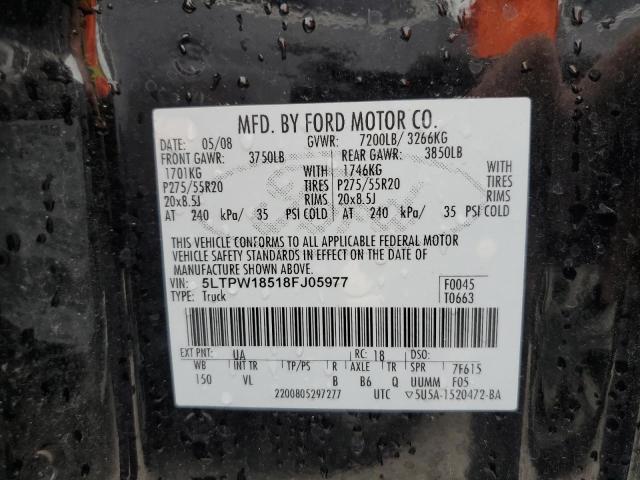 MFD. BY FORD MOTOR CO.
DATE: 05/08 GVWR: 7200LB/ 3266KG
FRONT GAWR: 3750LB REAR GAWR: 3850LB
1701KG WITH 1746KG WITH
P275/55R20 TIRES P275/55R20 TIRES
20x8.5J RIMS 20x8.5J RIMS
AT 240 kPa/ 35 PSI COLD AT 240 kPa/ 35 PSI COLD
THIS VEHICLE CONFORMS TO ALL APPLICABLE FEDERAL MOTOR
VEHICLE SAFETY STANDARDS IN EFFECT ON THE DATE OF
MANUFACTURE SHOWN ABOVE.
VIN: 5LTPW18518FJ05977 F0045
TYPE: Truck T0663
EXT PNT: UA RC: 18 DSO:
WB INT TR TP/PS R AXLE TR SPR 7F615
150 VL B B6 Q UUMM F05
2200805297277 UTC ▽5U5A-1520472-BA